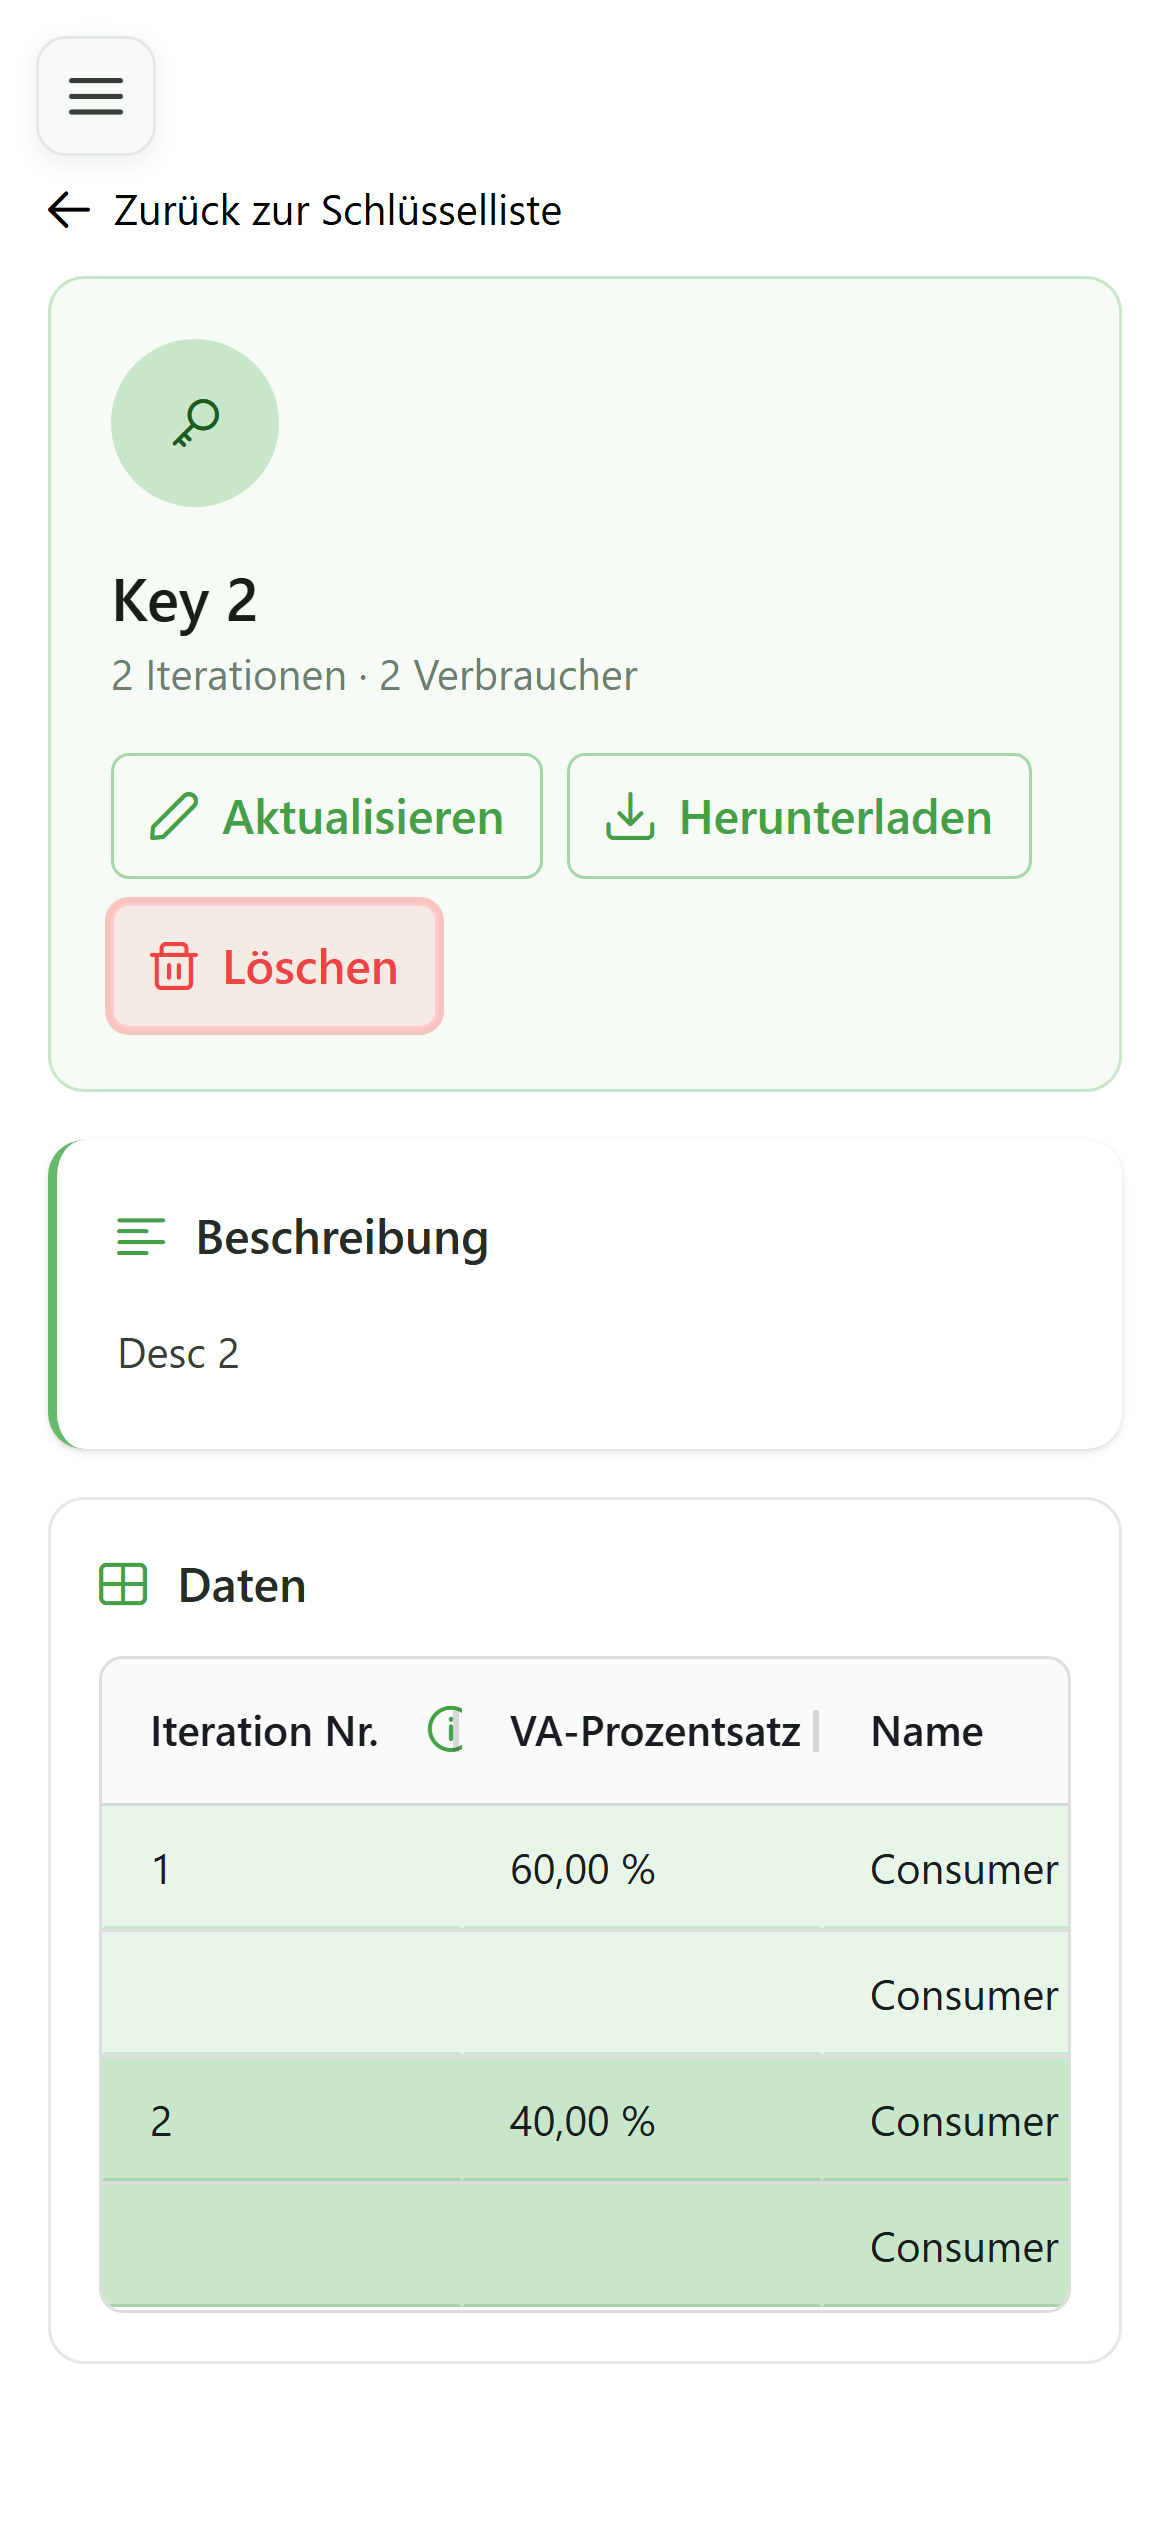 Zurück zur Schlüsselliste
Key 2
2 Iterationen · 2 Verbraucher
Aktualisieren
Herunterladen
Löschen
Beschreibung
Desc 2
Daten
Iteration Nr. VA-Prozentsatz Name
1 60,00 % Consumer
Consumer
2 40,00 % Consumer
Consumer